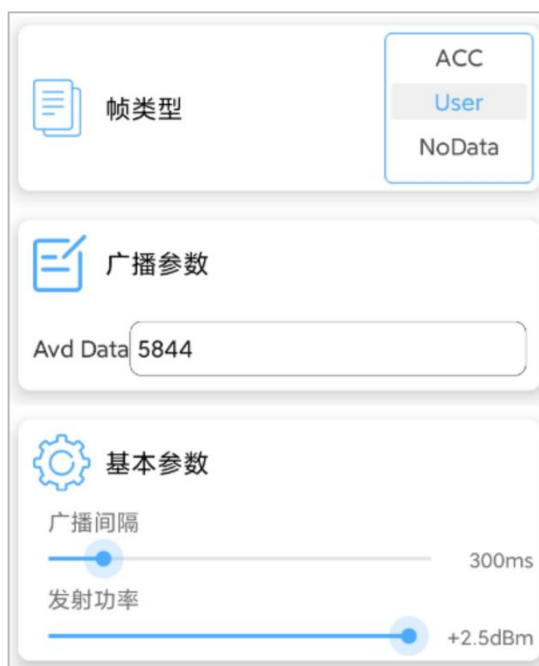 ACC
帧类型
User
NoData
广播参数
Avd Data 5844
基本参数
广播间隔
300ms
发射功率
+2.5dBm